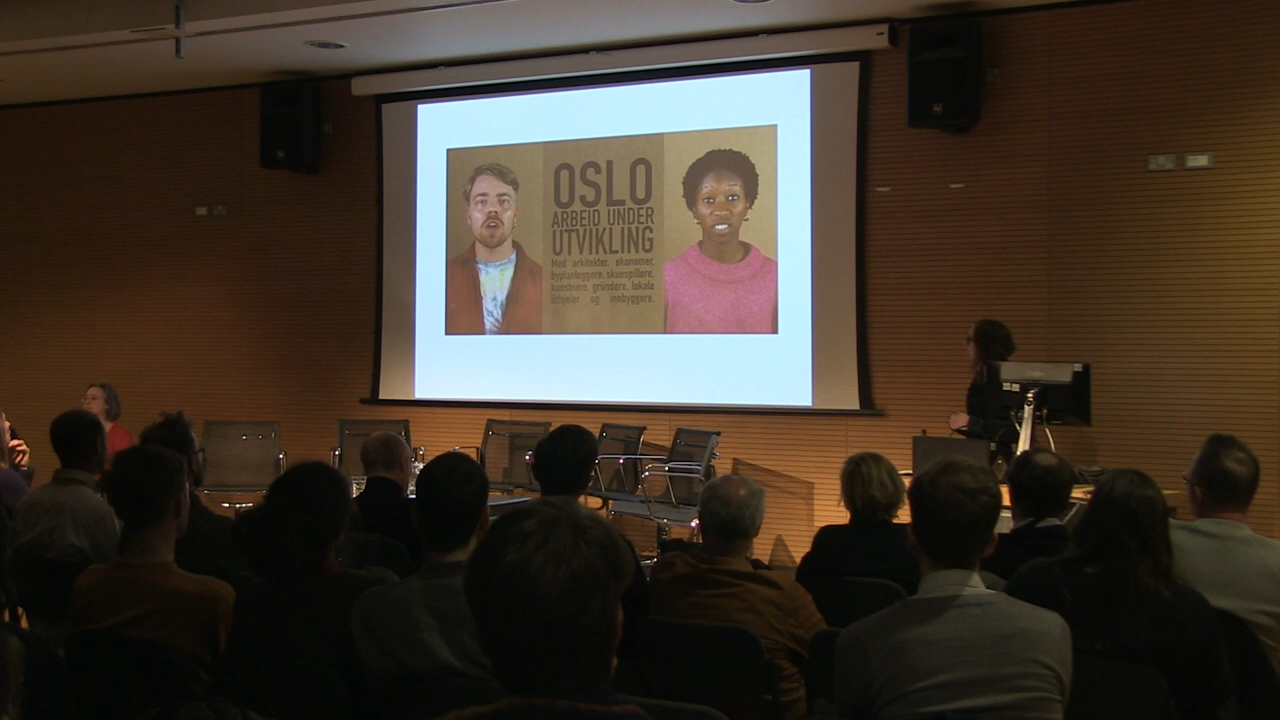 OSLO
ARBEID UNDER
UTVIKLING
Med arkitekter, økonomer,
byplanleggere, skuespillere,
kunstnere, gründere, lokale
ildsjeler og innbyggere.